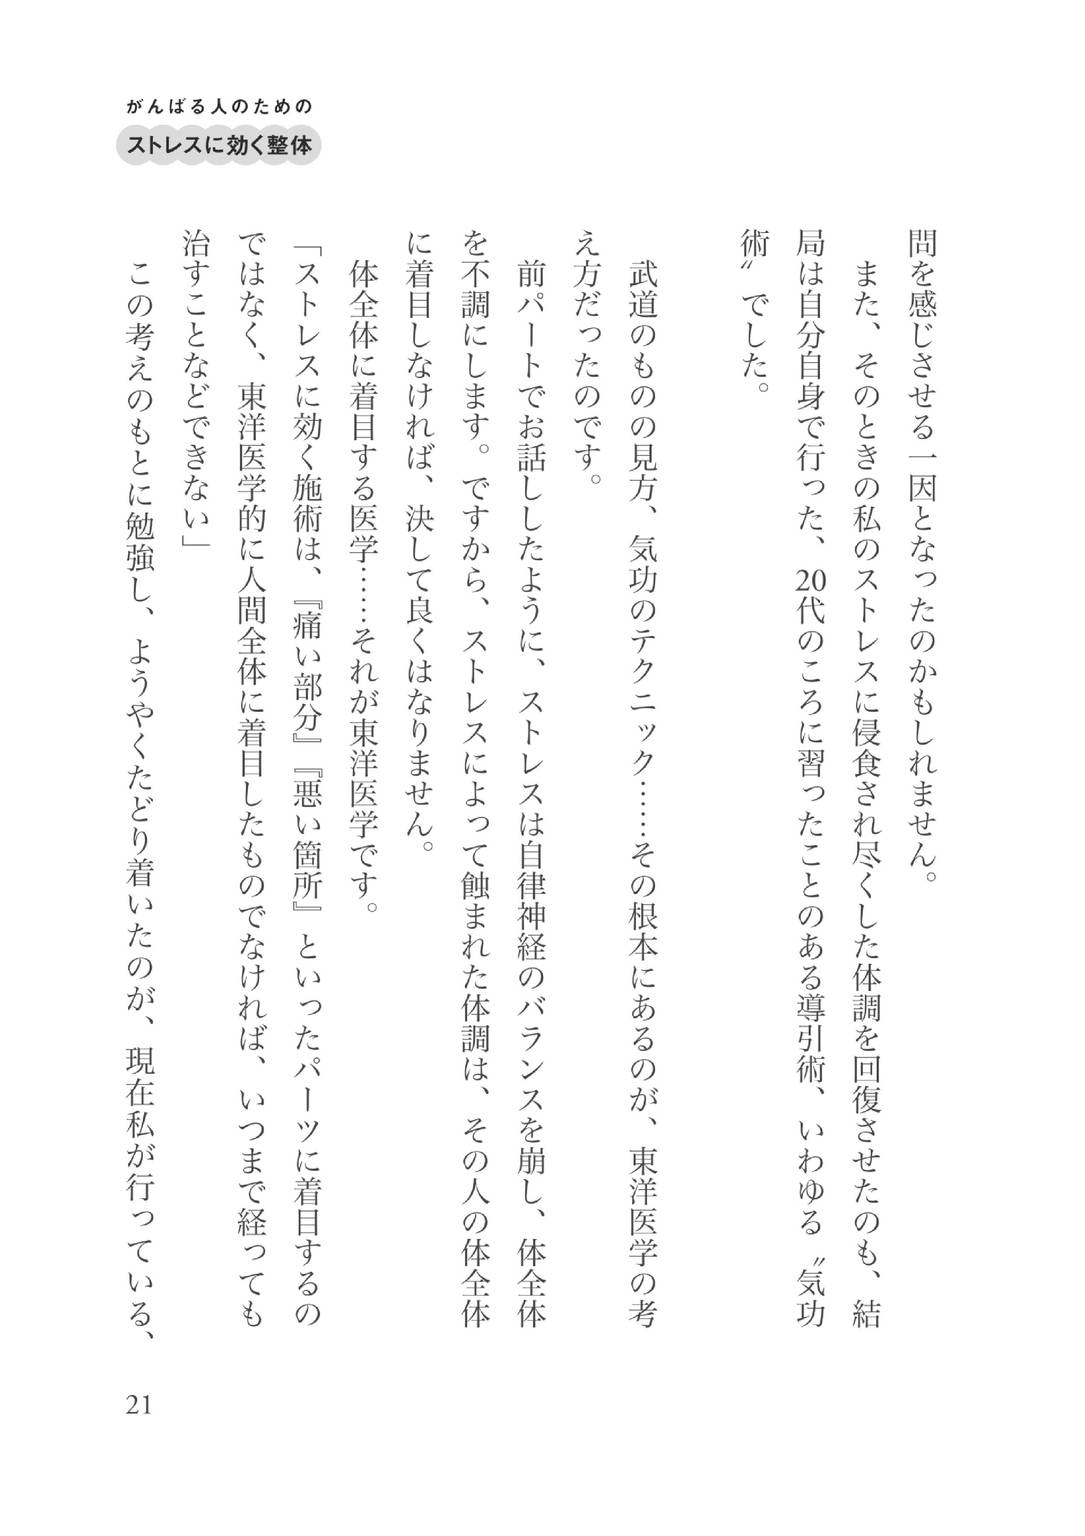 がんばる人のための
ストレスに効く整体
問を感じさせる一因となったのかもしれません。
また、そのときの私のストレスに侵食され尽くした体調を回復させたのも、結
局は自分自身で行った、20代のころに習ったことのある導引術、いわゆる〝気功
術〟でした。
武道のものの見方、気功のテクニック……その根本にあるのが、東洋医学の考
え方だったのです。
前パートでお話ししたように、ストレスは自律神経のバランスを崩し、体全体
を不調にします。ですから、ストレスによって蝕まれた体調は、その人の体全体
に着目しなければ、決して良くはなりません。
体全体に着目する医学……それが東洋医学です。
「ストレスに効く施術は、『痛い部分』『悪い箇所』といったパーツに着目するの
ではなく、東洋医学的に人間全体に着目したものでなければ、いつまで経っても
治すことなどできない」
この考えのもとに勉強し、ようやくたどり着いたのが、現在私が行っている、
21